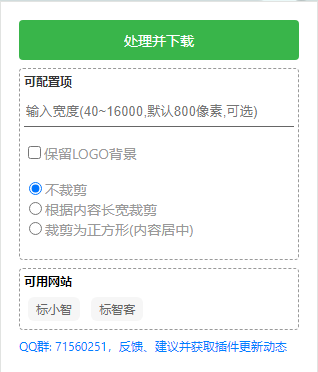 处理并下载
可配置项
输入宽度(40~16000,默认800像素,可选)
保留LOGO背景
不裁剪
根据内容长宽裁剪
裁剪为正方形(内容居中)
可用网站
标小智 标智客
QQ群: 71560251，反馈、建议并获取插件更新动态